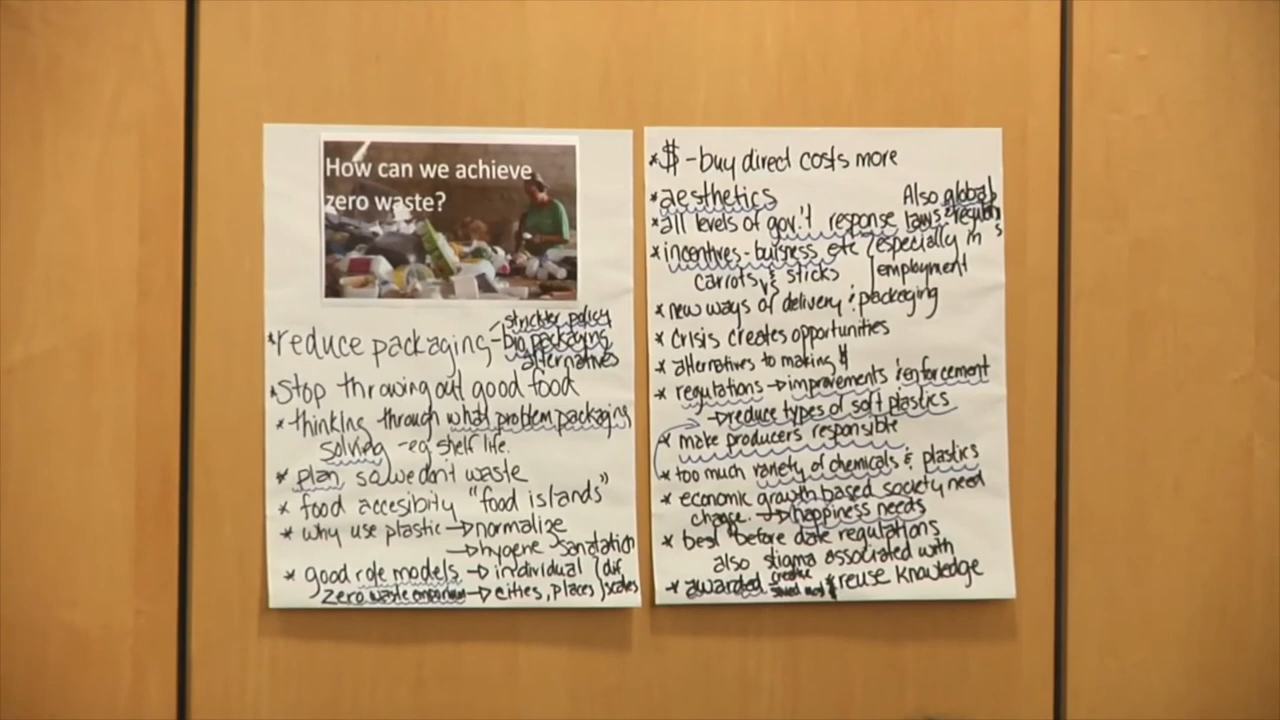 How can we achieve
zero waste?
* reduce packaging - stricter policy
- big packaging
alternatives
* Stop throwing out good food
* thinking through what problem packaging
solving - eg shelf life.
* plan, so we don't waste
* food accesibity "food islands"
* why use plastic → normalize
→ hygene sanatation
* good role models → individual dif
zero waste emporium → cities, places scales
* $ - buy direct costs more
* aesthetics
Also global
* all levels of gov.'t response laws & regulations
* incentives - buisness etc especially in
carrots vs sticks employment
* new ways of delivery & packaging
* Crisis creates opportunities
* alternatives to making $
* regulations → improvements & enforcement
→ reduce types of soft plastics
* make producers responsible
* too much variety of chemicals & plastics
* economic growth based society need
change. → happiness needs
* best "before date regulations
also stigma associated with
* awarded create & reuse knowledge